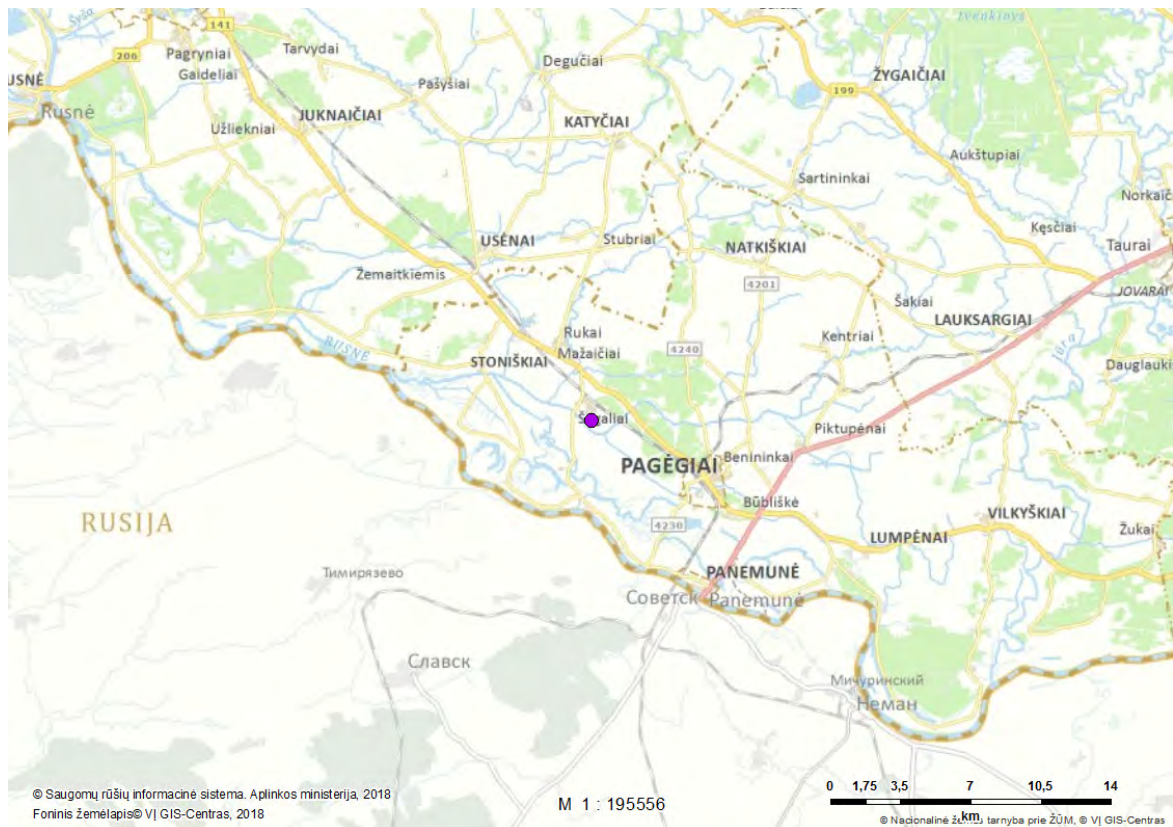 Šyša
141
Pagryniai
Tarvydai
206
Gaideliai
Degučiai
ŽYGAIČIAI
USNĖ
Rusnė
Pašyšiai
199
JUKNAIČIAI
KATYČIAI
Užliekniai
Aukštupiai
Sartininkai
Norkaič
Kęsčiai
USĖNAI
Stubriai
NATKIŠKIAI
Taurai
Žemaitkiemis
4201
JOVARAI
Šakiai
LAUKSARGIAI
RUSNĖ
Rukai
Kentriai
STONIŠKIAI
Mažaičiai
4240
Dauglauki
Piktupėnai
PAGĖGIAI
Benininkai
Būbliškė
VILKYŠKIAI
RUSIJA
4230
LUMPĖNAI
Žukai
Тимирязево
PANEMUNĖ
Советск
Panemunė
Славск
Мичуринский
Неман
© Saugomų rūšių informacinė sistema. Aplinkos ministerija, 2018
Foninis žemėlapis© VĮ GIS-Centras, 2018
M 1 : 195556
0 1,75 3,5 7 10,5 14
km
© Nacionalinė žemės tarnyba prie ŽŪM, © VĮ GIS-Centras